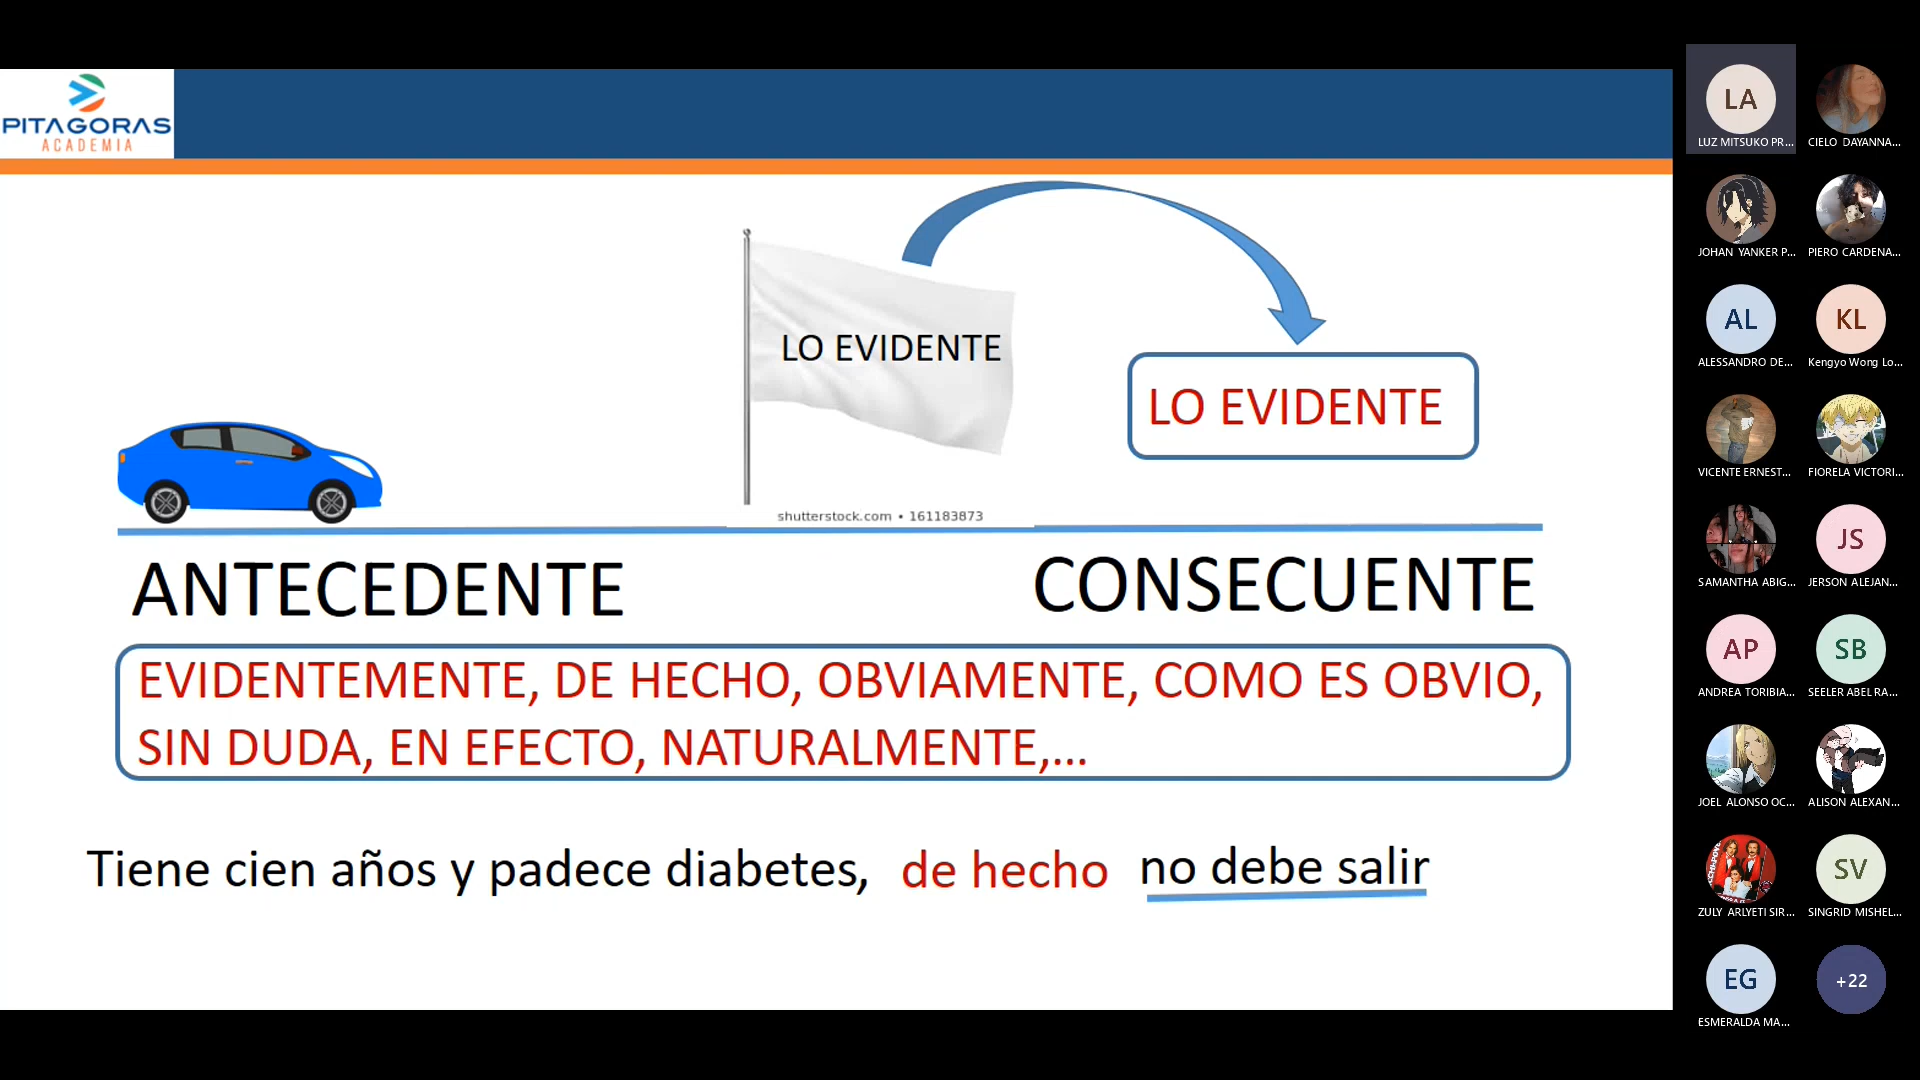 PITAGORAS
ACADEMIA
LO EVIDENTE
LO EVIDENTE
shutterstock.com • 161183873
ANTECEDENTE
CONSECUENTE
EVIDENTEMENTE, DE HECHO, OBVIAMENTE, COMO ES OBVIO,
SIN DUDA, EN EFECTO, NATURALMENTE,...
Tiene cien años y padece diabetes, de hecho no debe salir
LA
LUZ MITSUKO PR...
CIELO DAYANNA...
JOHAN YANKER P...
PIERO CARDENA...
AL
ALESSANDRO DE...
KL
Kengyo Wong Lo...
VICENTE ERNEST...
FIORELA VICTORI...
SAMANTHA ABIG...
JS
JERSON ALEJAN...
AP
ANDREA TORIBIA...
SB
SEELER ABEL RA...
JOEL ALONSO OC...
ALISON ALEXAN...
ZULY ARLYETI SIR...
SV
SINGRID MISHEL...
EG
ESMERALDA MA...
+22